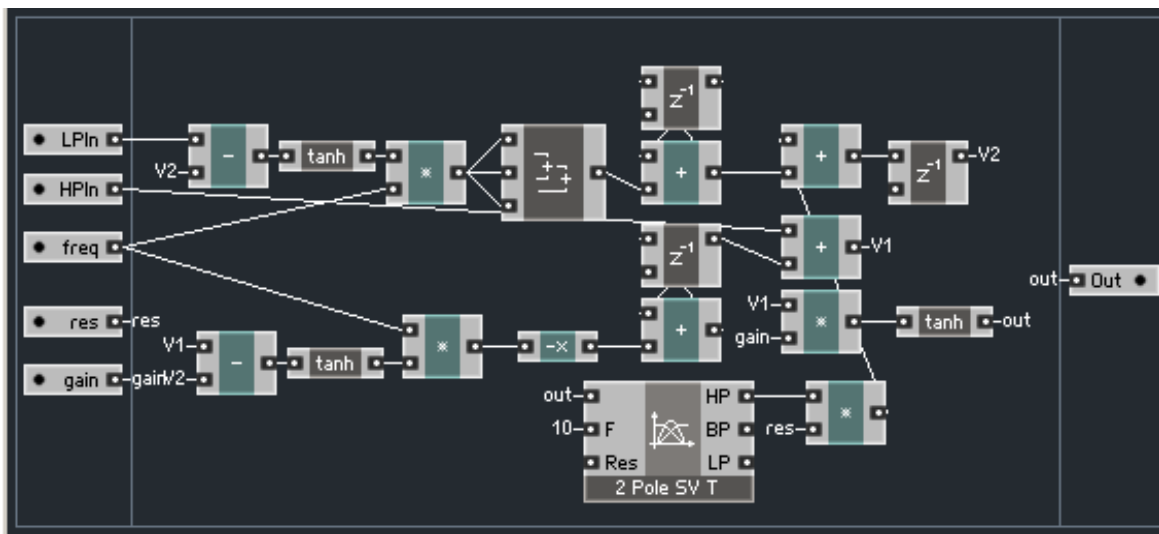 z⁻¹
LPIn
V2
-
tanh
*
+
+
+
+
z⁻¹
V2
HPIn
freq
z⁻¹
+
V1
out
Out
res
res
V1
-
tanh
*
-x
+
V1
gain
*
tanh
out
gain
gain
V2
out
10
F
Res
HP
BP
LP
2 Pole SV T
res
*